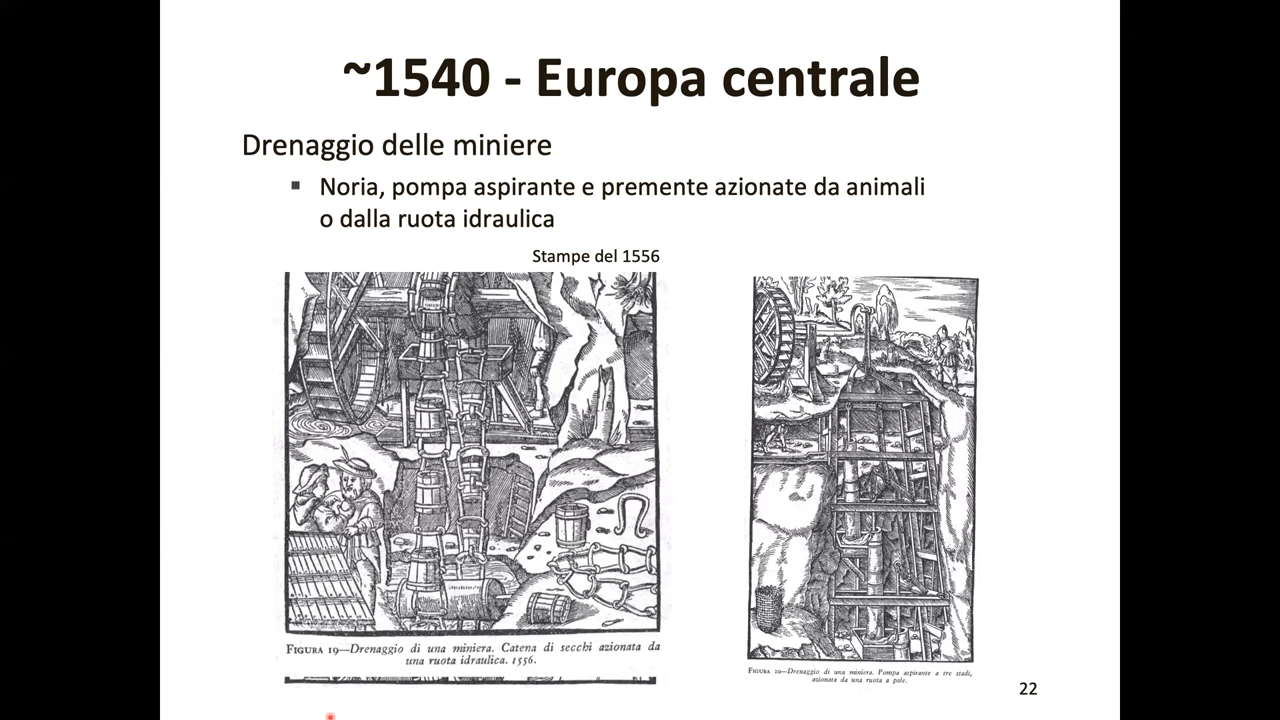 ~1540 - Europa centrale
Drenaggio delle miniere
▪ Noria, pompa aspirante e premente azionate da animali
o dalla ruota idraulica
Stampe del 1556
FIGURA 19—Drenaggio di una miniera. Catena di secchi azionata da
una ruota idraulica. 1556.
FIGURA 20—Drenaggio di una miniera. Pompa aspirante a tre stadi,
azionata da una ruota a pale.
22